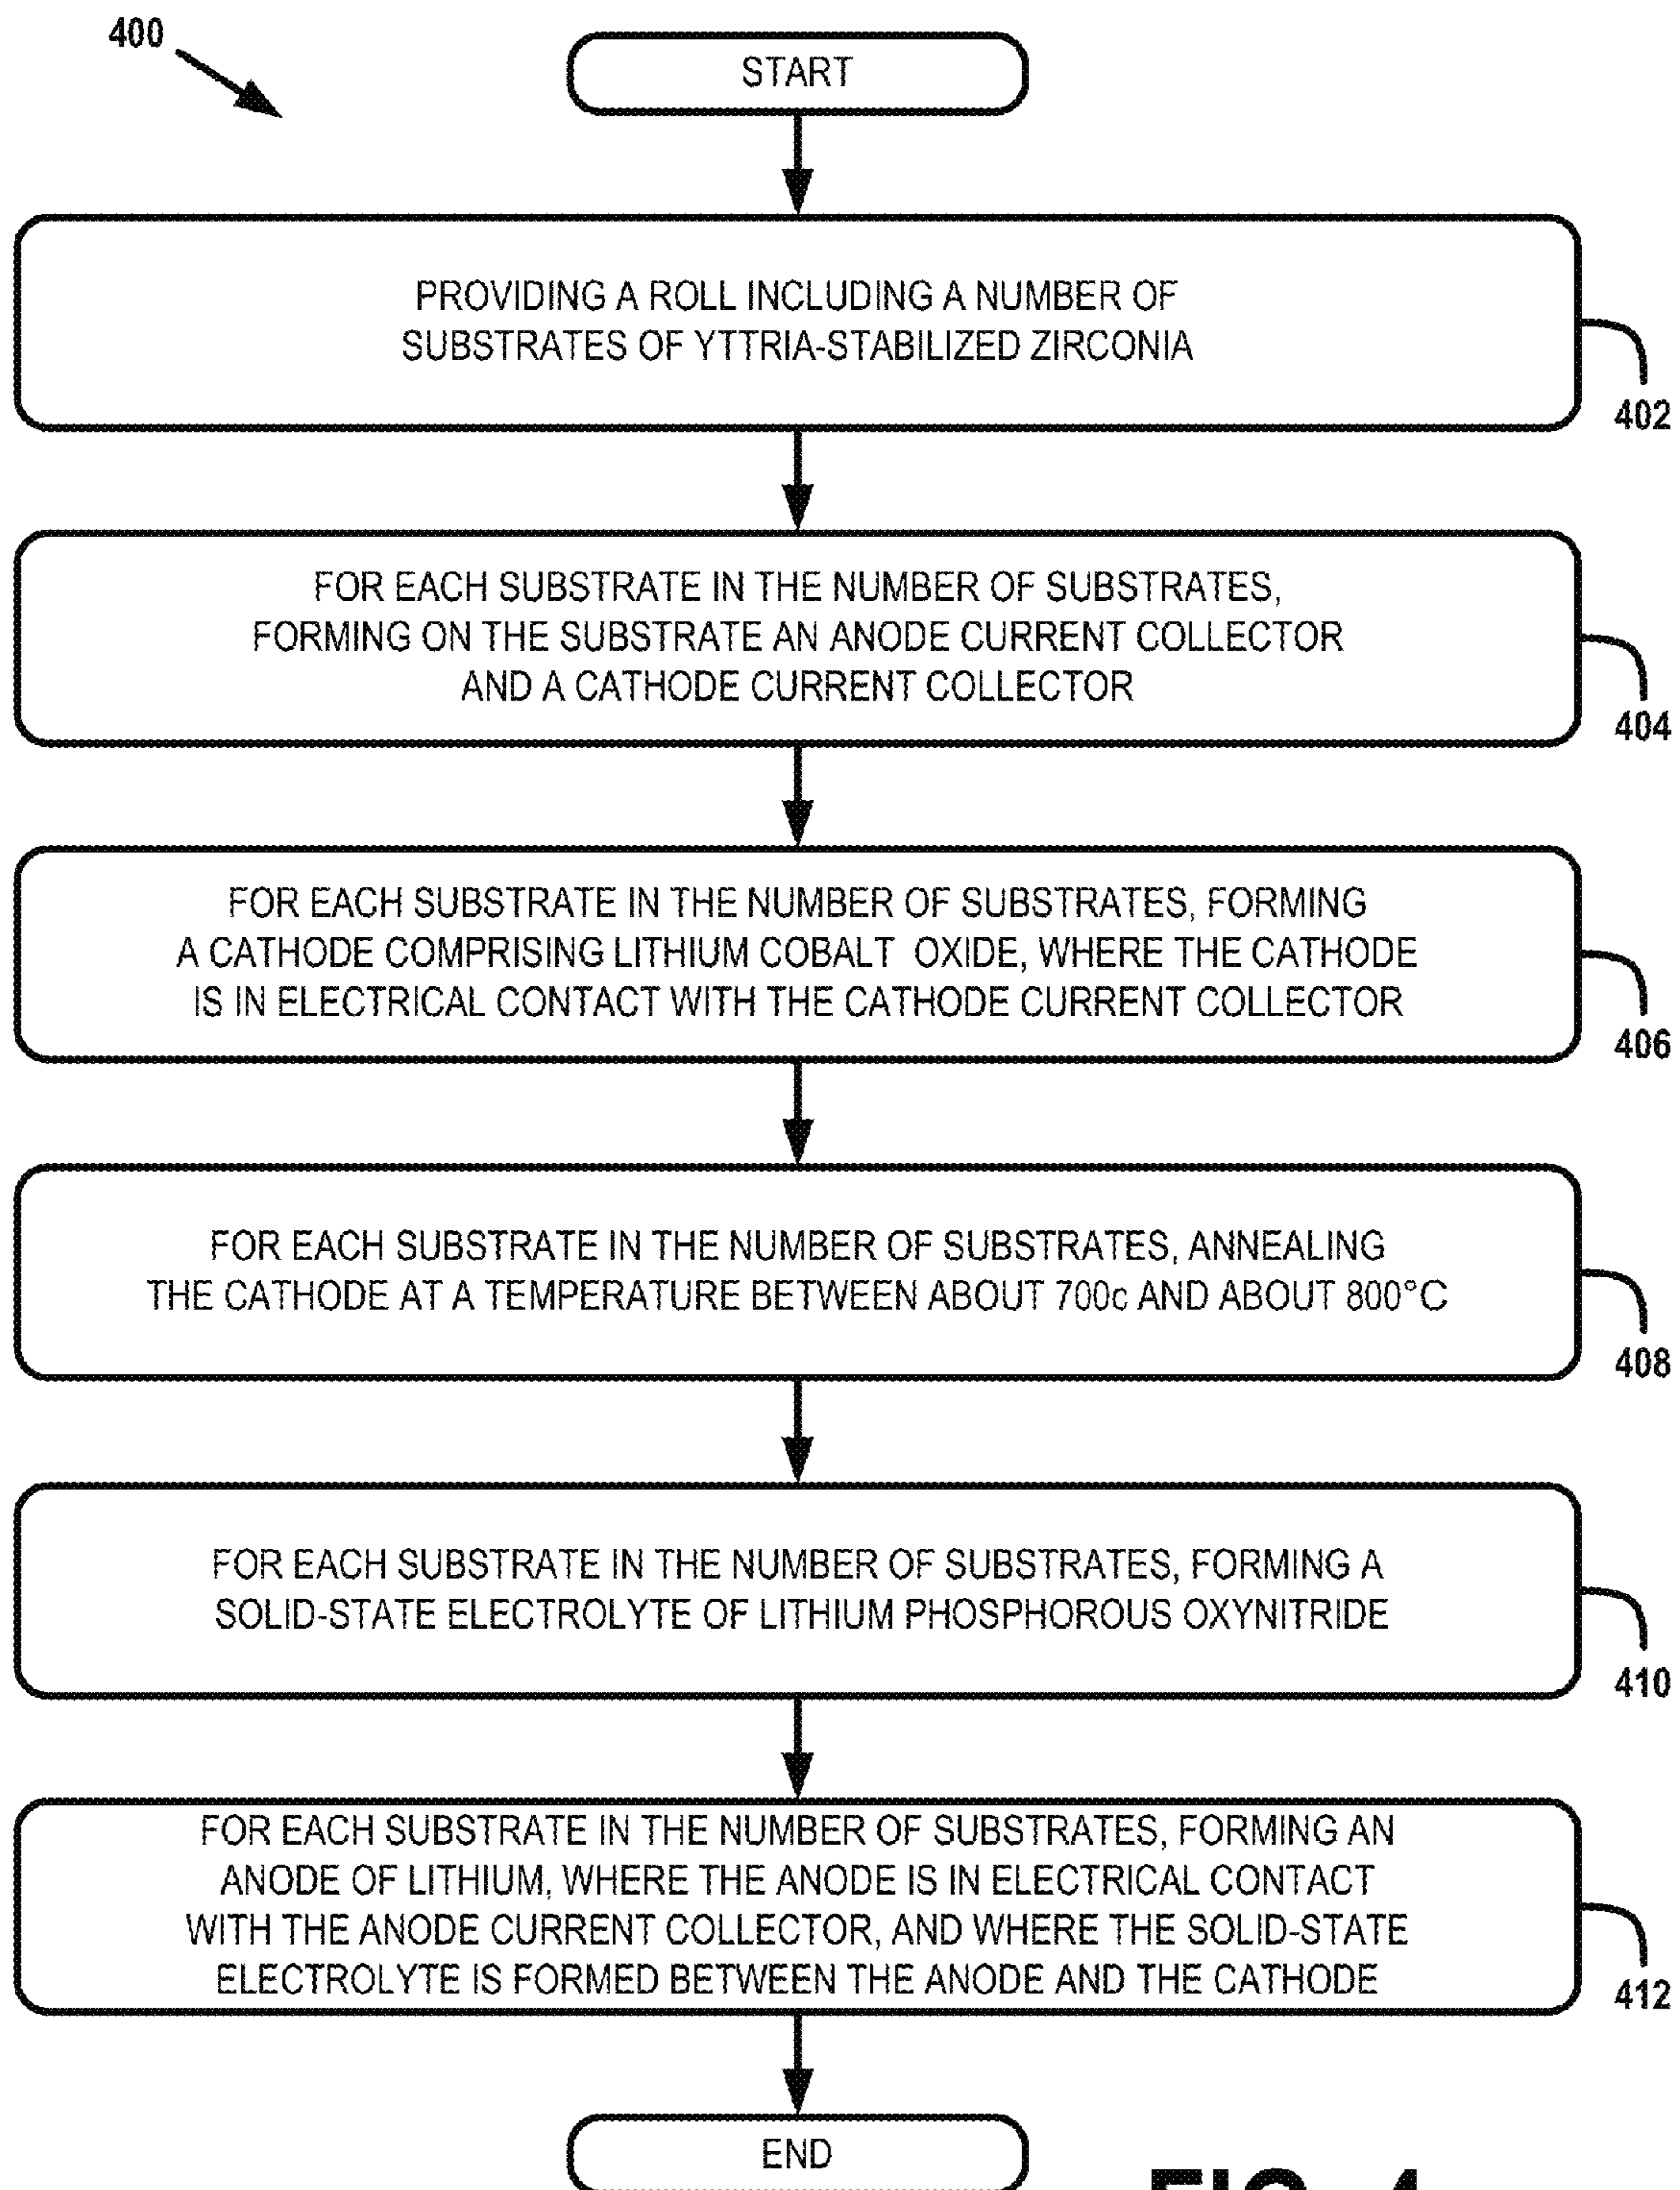 400
START
PROVIDING A ROLL INCLUDING A NUMBER OF
SUBSTRATES OF YTTRIA-STABILIZED ZIRCONIA
402
FOR EACH SUBSTRATE IN THE NUMBER OF SUBSTRATES,
FORMING ON THE SUBSTRATE AN ANODE CURRENT COLLECTOR
AND A CATHODE CURRENT COLLECTOR
404
FOR EACH SUBSTRATE IN THE NUMBER OF SUBSTRATES, FORMING
A CATHODE COMPRISING LITHIUM COBALT OXIDE, WHERE THE CATHODE
IS IN ELECTRICAL CONTACT WITH THE CATHODE CURRENT COLLECTOR
406
FOR EACH SUBSTRATE IN THE NUMBER OF SUBSTRATES, ANNEALING
THE CATHODE AT A TEMPERATURE BETWEEN ABOUT 700c AND ABOUT 800°C
408
FOR EACH SUBSTRATE IN THE NUMBER OF SUBSTRATES, FORMING A
SOLID-STATE ELECTROLYTE OF LITHIUM PHOSPHOROUS OXYNITRIDE
410
FOR EACH SUBSTRATE IN THE NUMBER OF SUBSTRATES, FORMING AN
ANODE OF LITHIUM, WHERE THE ANODE IS IN ELECTRICAL CONTACT
WITH THE ANODE CURRENT COLLECTOR, AND WHERE THE SOLID-STATE
ELECTROLYTE IS FORMED BETWEEN THE ANODE AND THE CATHODE
412
END